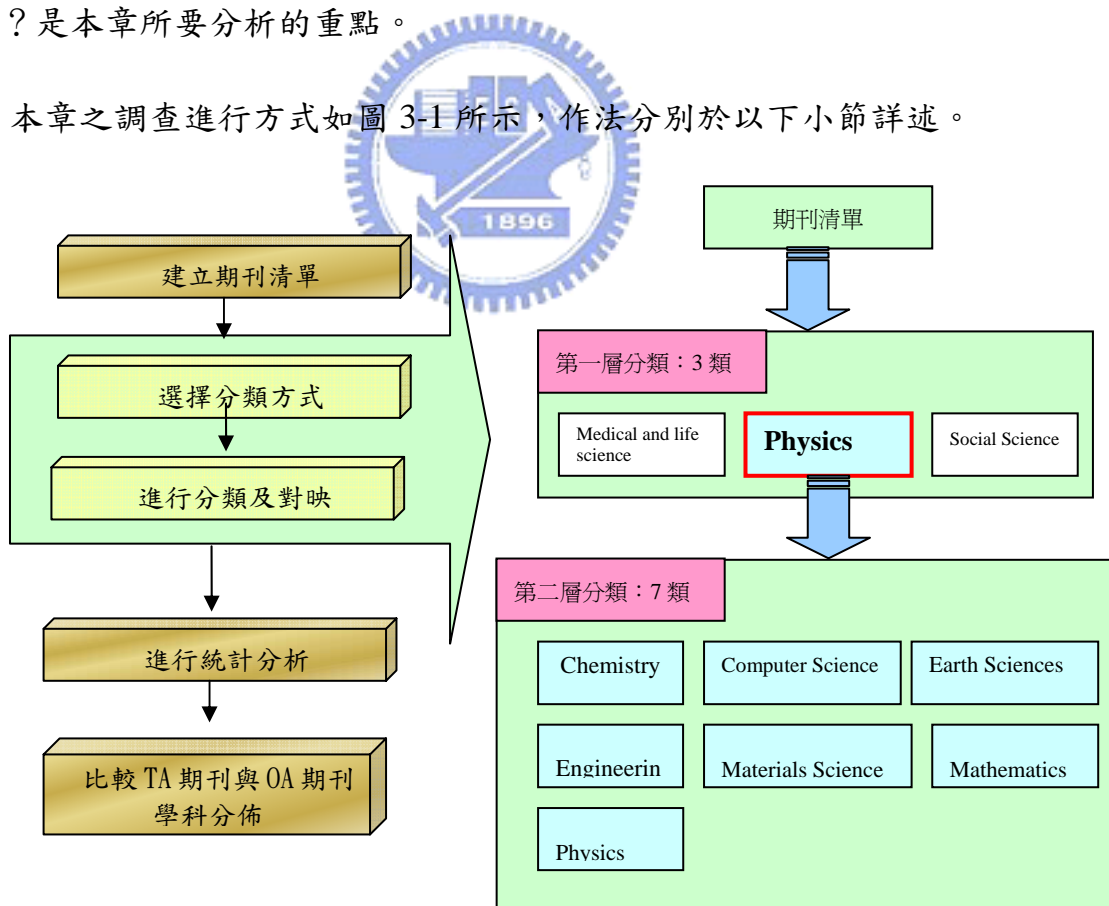 ？是本章所要分析的重點。
本章之調查進行方式如圖 3-1 所示，作法分別於以下小節詳述。
1896
建立期刊清單
選擇分類方式
進行分類及對映
進行統計分析
比較 TA 期刊與 OA 期刊
學科分佈
期刊清單
第一層分類：3 類
Medical and life
science
Physics
Social Science
第二層分類：7 類
Chemistry
Computer Science
Earth Sciences
Engineerin
Materials Science
Mathematics
Physics